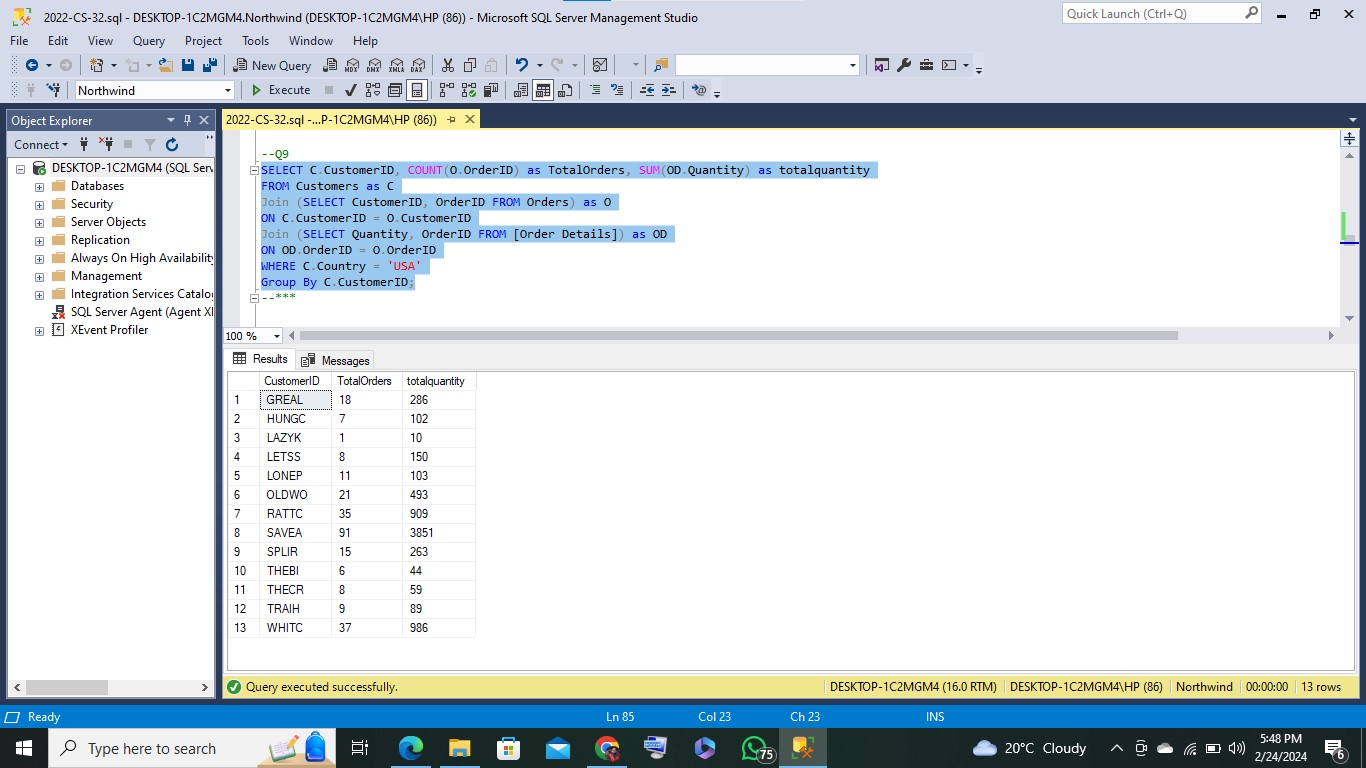 2022-CS-32.sql - DESKTOP-1C2MGM4.Northwind (DESKTOP-1C2MGM4\HP (86)) - Microsoft SQL Server Management Studio
Quick Launch (Ctrl+Q)
File Edit View Query Project Tools Window Help
New Query MDX DMX XMLA DAX
Northwind Execute
Object Explorer
2022-CS-32.sql -...P-1C2MGM4\HP (86))
Connect
DESKTOP-1C2MGM4 (SQL Serv
Databases
Security
Server Objects
Replication
Always On High Availability
Management
Integration Services Catalo
SQL Server Agent (Agent XI
XEvent Profiler
--Q9
SELECT C.CustomerID, COUNT(O.OrderID) as TotalOrders, SUM(OD.Quantity) as totalquantity
FROM Customers as C
Join (SELECT CustomerID, OrderID FROM Orders) as O
ON C.CustomerID = O.CustomerID
Join (SELECT Quantity, OrderID FROM [Order Details]) as OD
ON OD.OrderID = O.OrderID
WHERE C.Country = 'USA'
Group By C.CustomerID;
--***
100 %
Results Messages
CustomerID TotalOrders totalquantity
1 GREAL 18 286
2 HUNGC 7 102
3 LAZYK 1 10
4 LETSS 8 150
5 LONEP 11 103
6 OLDWO 21 493
7 RATTC 35 909
8 SAVEA 91 3851
9 SPLIR 15 263
10 THEBI 6 44
11 THECR 8 59
12 TRAIH 9 89
13 WHITC 37 986
Query executed successfully. DESKTOP-1C2MGM4 (16.0 RTM) DESKTOP-1C2MGM4\HP (86) Northwind 00:00:00 13 rows
Ready Ln 85 Col 23 Ch 23 INS
Type here to search 75 20°C Cloudy 5:48 PM
2/24/2024 6